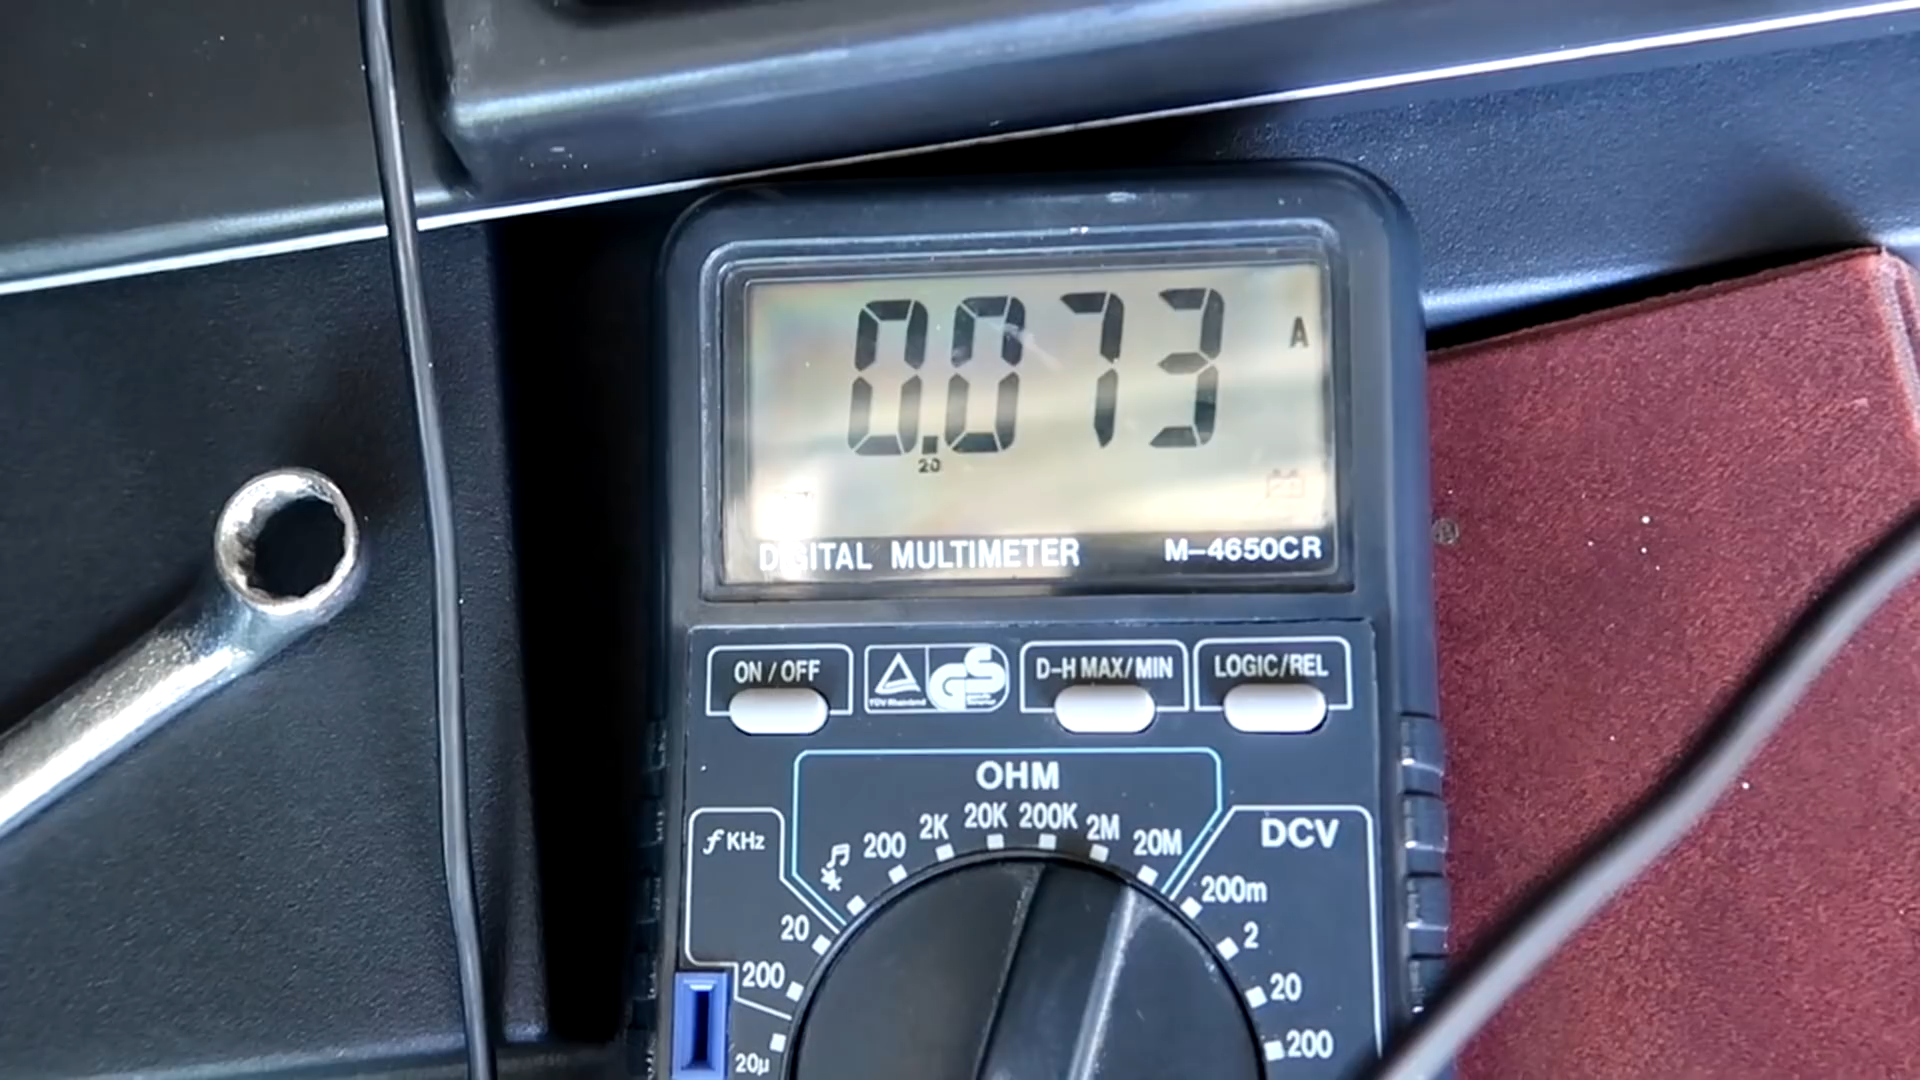 0.073 A
20
DIGITAL MULTIMETER M-4650CR
ON / OFF
GS
D-H MAX/MIN
LOGIC/REL
TÜV Rheinland
OHM
200 2K 20K 200K 2M 20M
ƒ KHz
20
200
20µ
DCV
200m
2
20
200